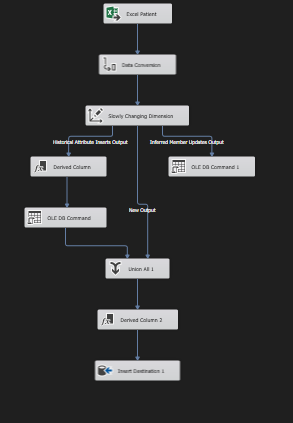 Excel Patient
Data Conversion
Slowly Changing Dimension
Historical Attribute Inserts Output
Inferred Member Updates Output
Derived Column
OLE DB Command 1
New Output
OLE DB Command
Union All 1
Derived Column 2
Insert Destination 1